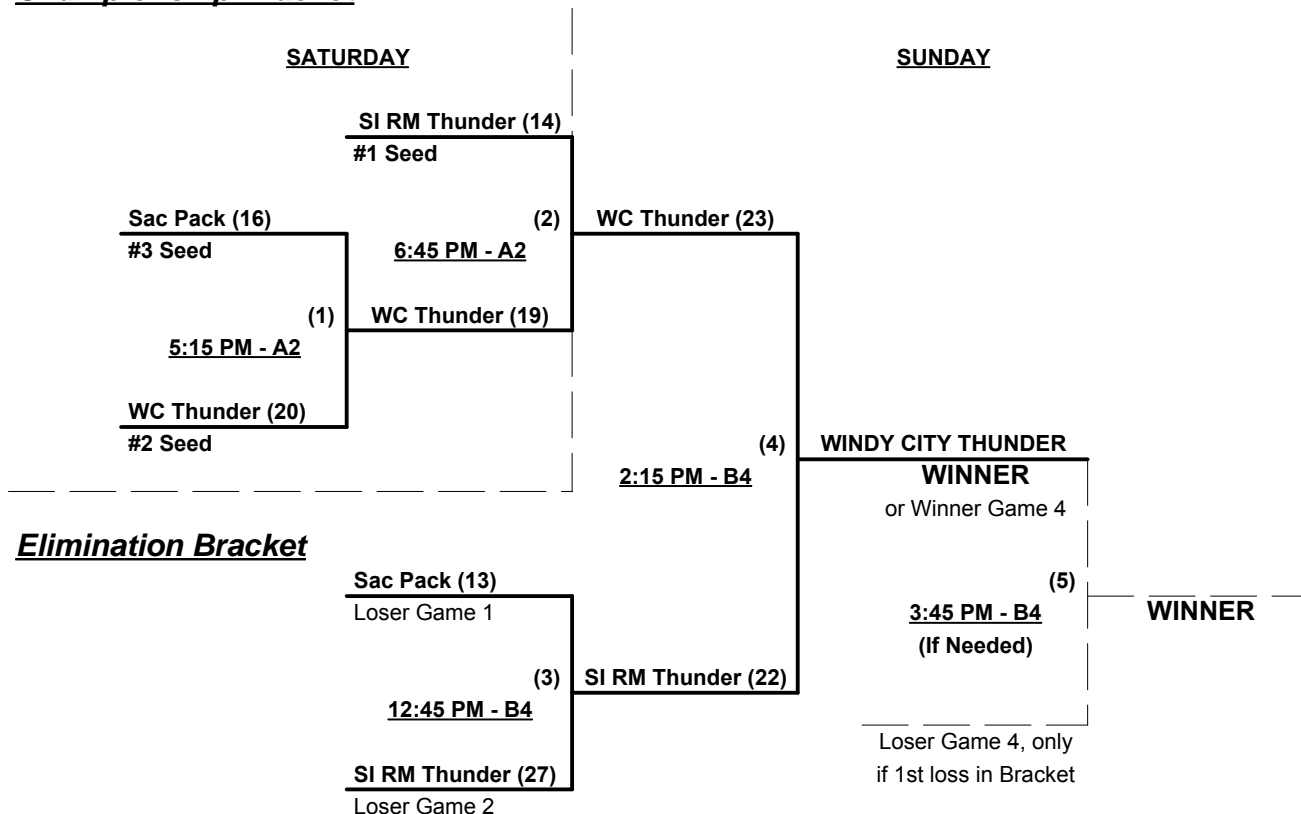 SATURDAY
SUNDAY
SI RM Thunder (14)
#1 Seed
Sac Pack (16)
#3 Seed
(2)
6:45 PM - A2
WC Thunder (23)
(1)
5:15 PM - A2
WC Thunder (19)
WC Thunder (20)
#2 Seed
(4)
2:15 PM - B4
WINDY CITY THUNDER
WINNER
or Winner Game 4
Elimination Bracket
Sac Pack (13)
Loser Game 1
(5)
3:45 PM - B4
(If Needed)
WINNER
(3)
12:45 PM - B4
SI RM Thunder (22)
Loser Game 4, only
if 1st loss in Bracket
SI RM Thunder (27)
Loser Game 2